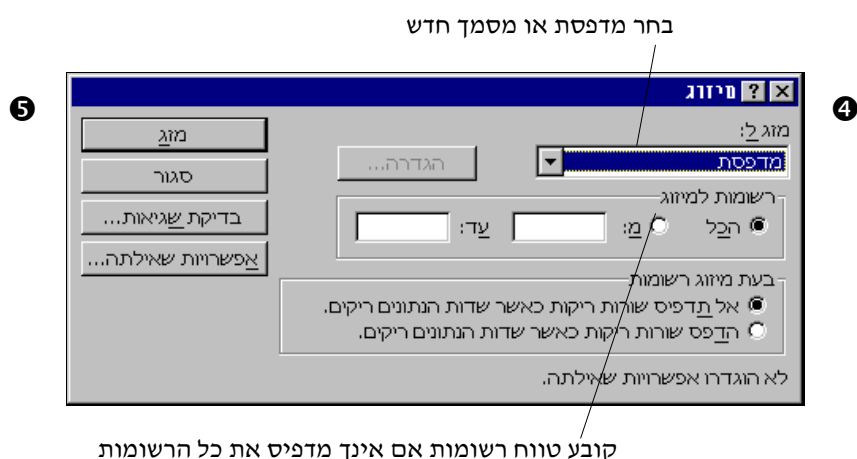 בחר מדפסת או מסמך חדש
❹
❺
מיזוג
מזג ל:
מדפסת
הגדרה...
מזג
סגור
בדיקת שגיאות...
אפשרויות שאילתה...
רשומות למיזוג
הכל מ: עד:
בעת מיזוג רשומות
אל תדפיס שורות ריקות כאשר שדות הנתונים ריקים.
הדפס שורות ריקות כאשר שדות הנתונים ריקים.
לא הוגדרו אפשרויות שאילתה.
קובע טווח רשומות אם אינך מדפיס את כל הרשומות